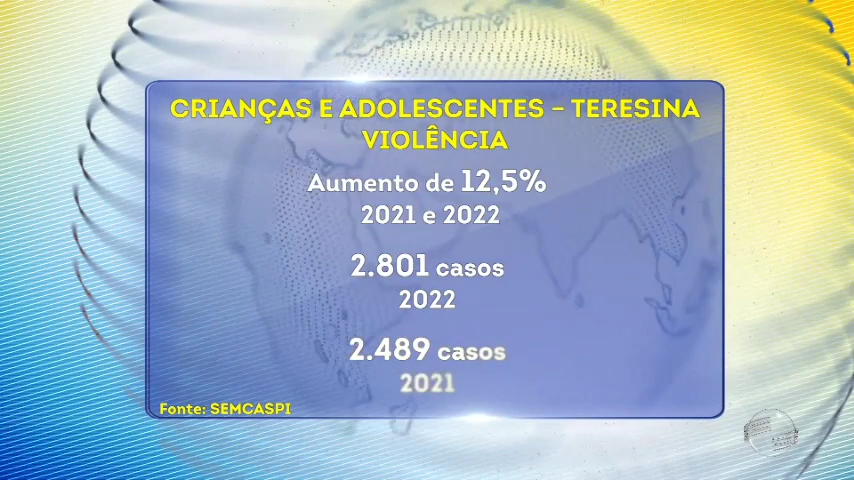 CRIANÇAS E ADOLESCENTES – TERESINA
VIOLÊNCIA
Aumento de 12,5%
2021 e 2022
2.801 casos
2022
2.489 casos
2021
Fonte: SEMCASPI